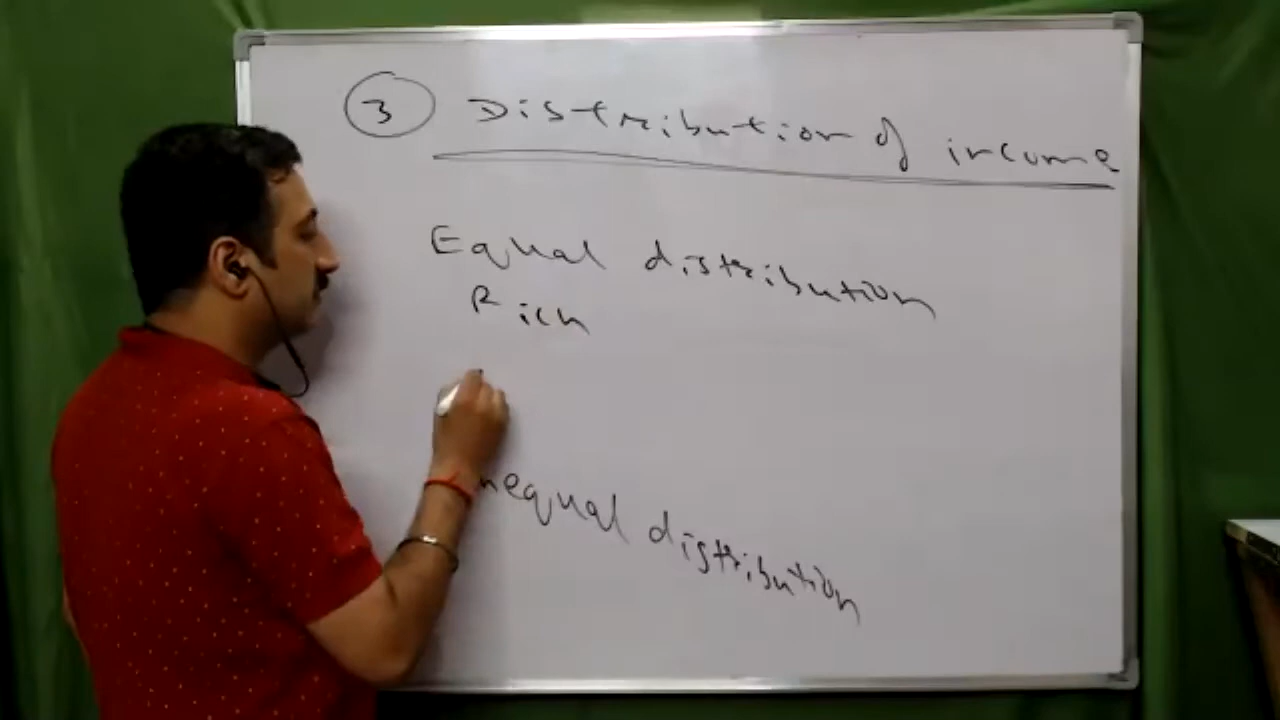 3 Distribution of income
Equal distribution
Rich
nequal distribution